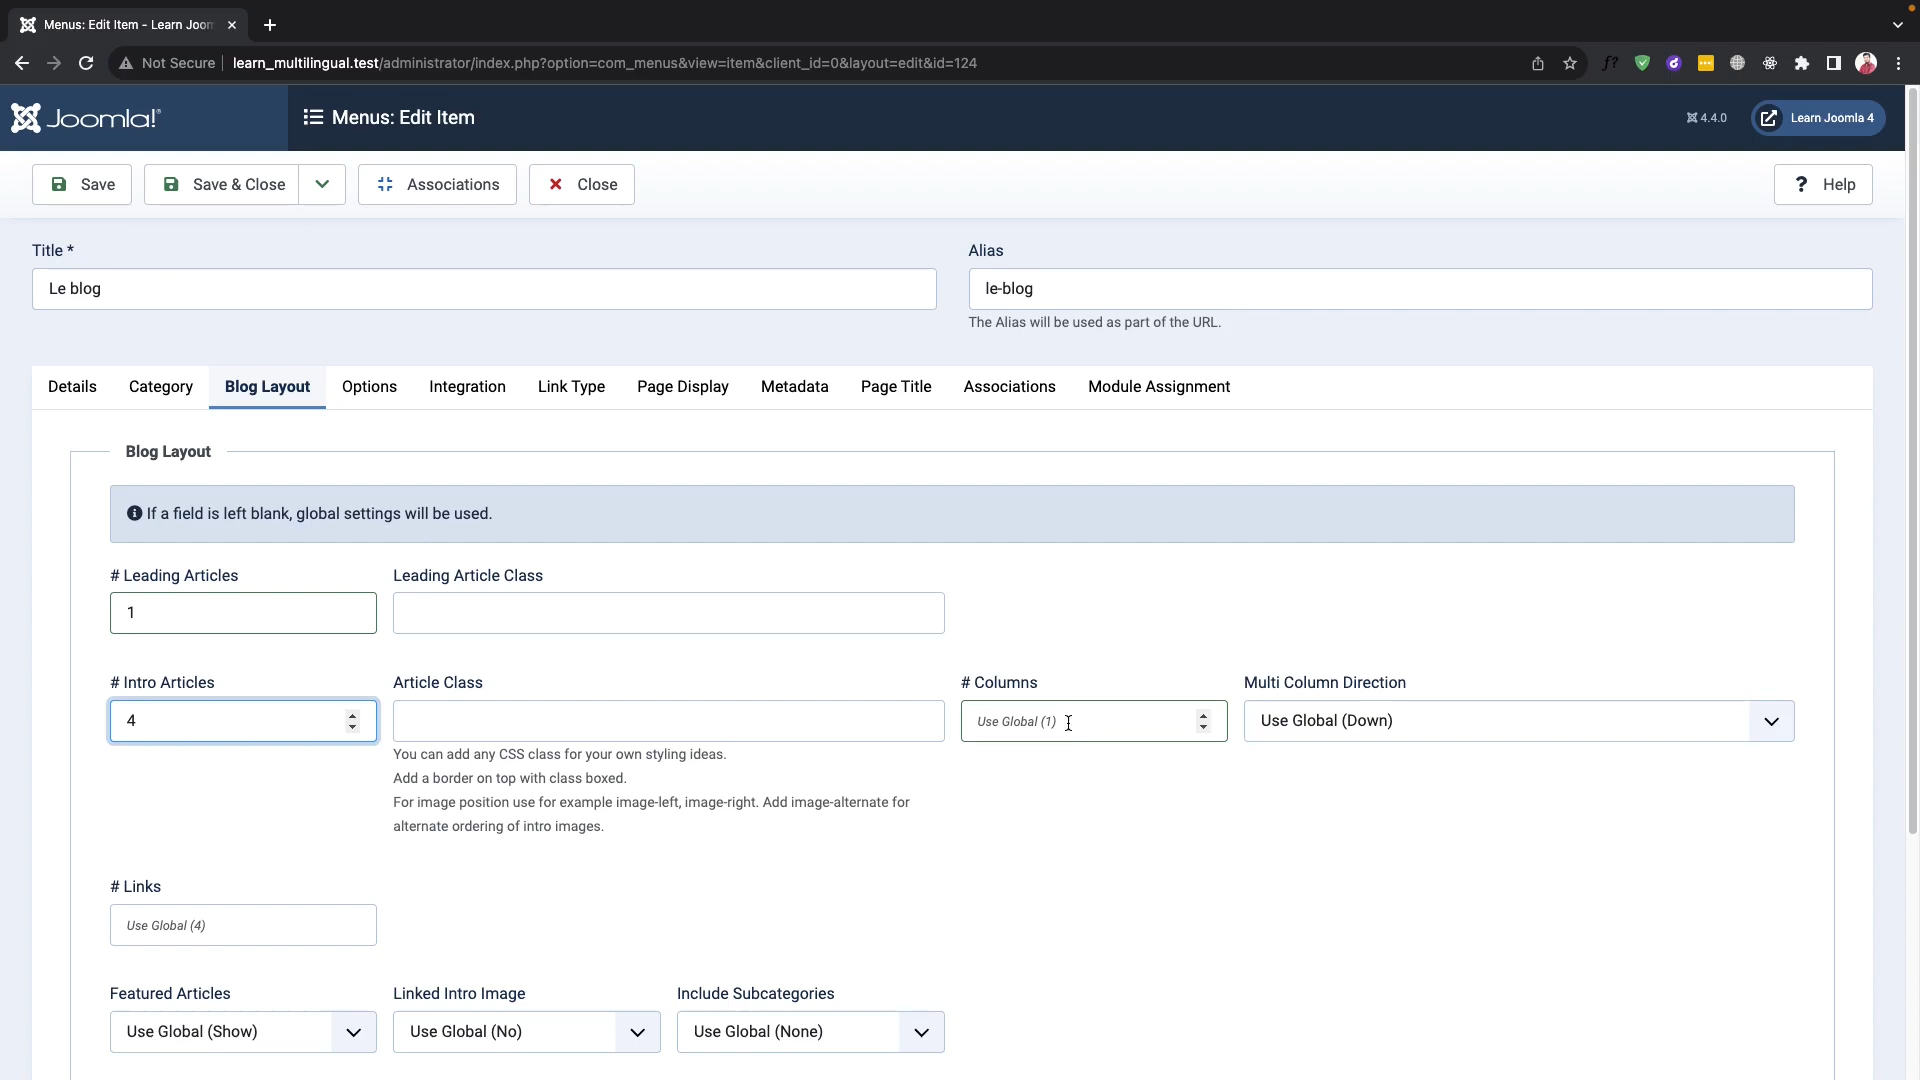 Menus: Edit Item - Learn Joom
Not Secure learn_multilingual.test/administrator/index.php?option=com_menus&view=item&client_id=0&layout=edit&id=124
Joomla!® Menus: Edit Item 4.4.0 Learn Joomla 4
Save Save & Close Associations Close ? Help
Title * Alias
Le blog le-blog
The Alias will be used as part of the URL.
Details Category Blog Layout Options Integration Link Type Page Display Metadata Page Title Associations Module Assignment
Blog Layout
If a field is left blank, global settings will be used.
# Leading Articles Leading Article Class
1
# Intro Articles Article Class # Columns Multi Column Direction
4 Use Global (1) Use Global (Down)
You can add any CSS class for your own styling ideas.
Add a border on top with class boxed.
For image position use for example image-left, image-right. Add image-alternate for
alternate ordering of intro images.
# Links
Use Global (4)
Featured Articles Linked Intro Image Include Subcategories
Use Global (Show) Use Global (No) Use Global (None)